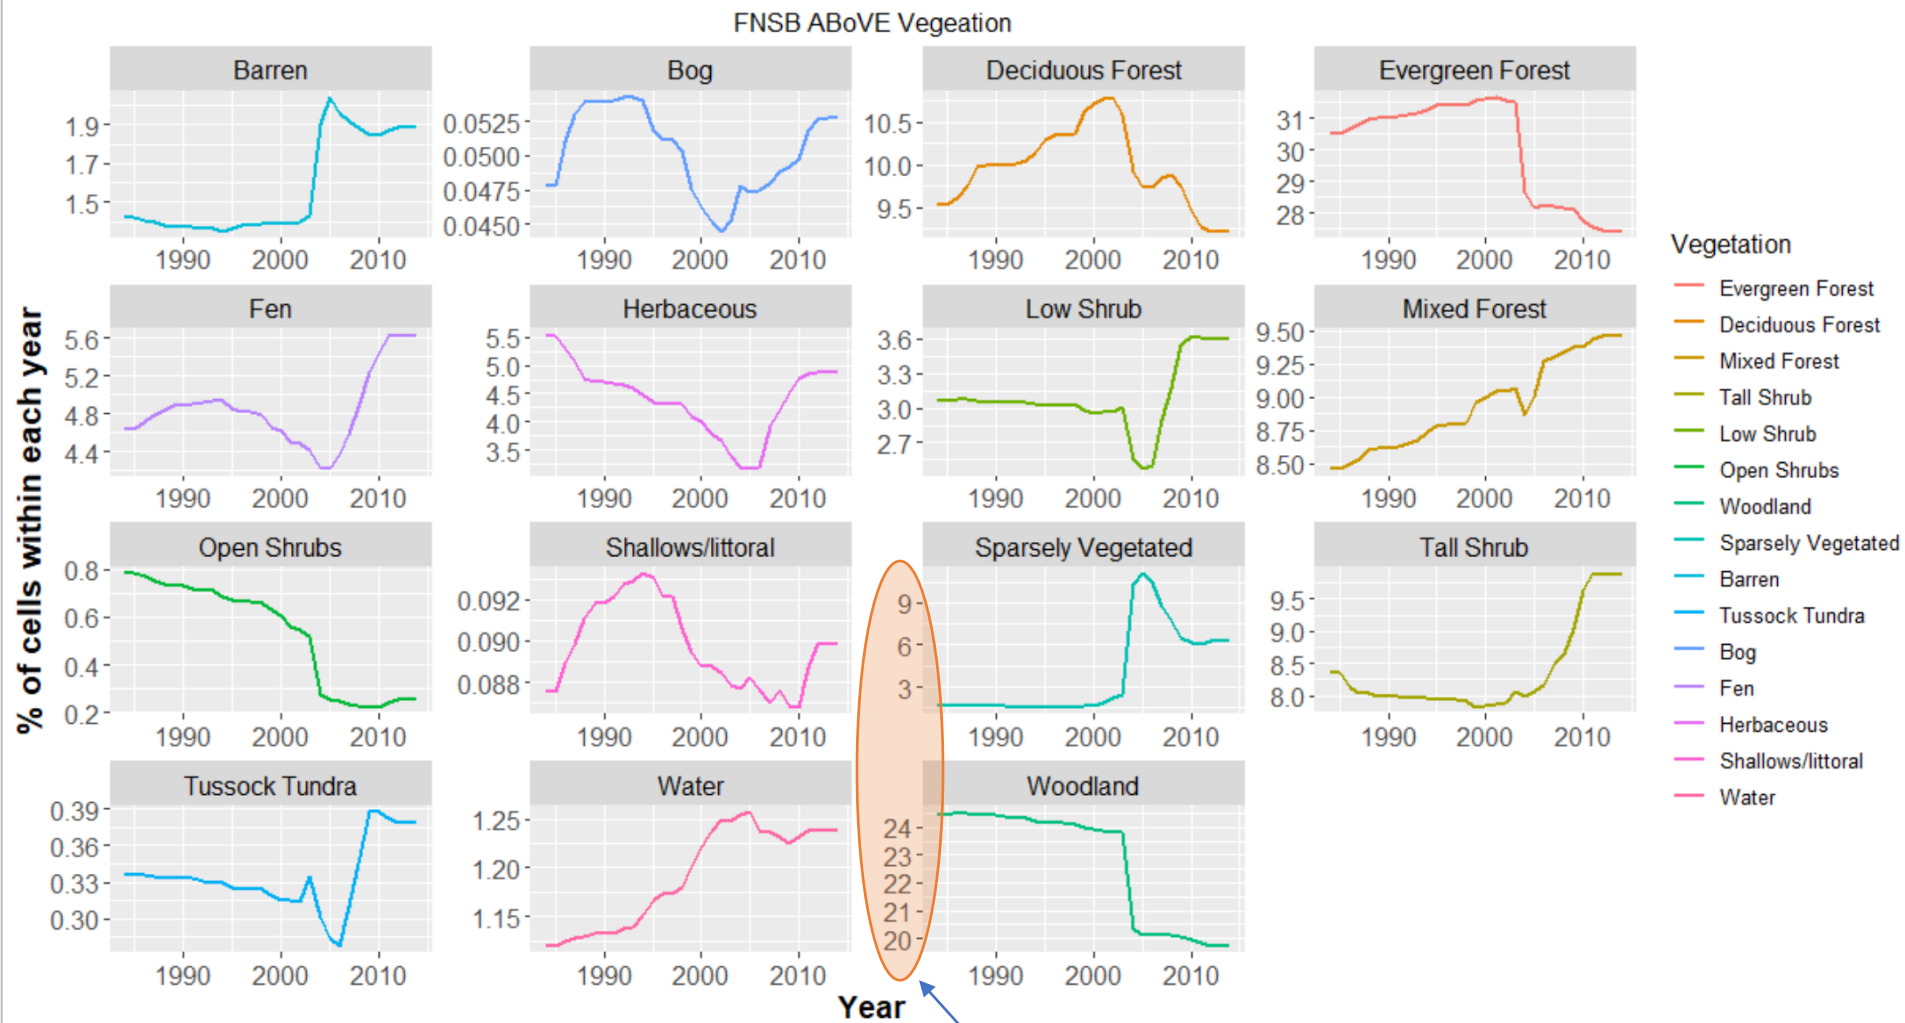 FNSB ABoVE Vegeation
Barren
Bog
Deciduous Forest
Evergreen Forest
1.9
1.7
1.5
0.0525
0.0500
0.0475
0.0450
10.5
10.0
9.5
31
30
29
28
1990 2000 2010
1990 2000 2010
1990 2000 2010
1990 2000 2010
Fen
Herbaceous
Low Shrub
Mixed Forest
5.6
5.2
4.8
4.4
5.5
5.0
4.5
4.0
3.5
3.6
3.3
3.0
2.7
9.50
9.25
9.00
8.75
8.50
1990 2000 2010
1990 2000 2010
1990 2000 2010
1990 2000 2010
Open Shrubs
Shallows/littoral
Sparsely Vegetated
Tall Shrub
0.8
0.6
0.4
0.2
0.092
0.090
0.088
9
6
3
9.5
9.0
8.5
8.0
1990 2000 2010
1990 2000 2010
1990 2000 2010
1990 2000 2010
Tussock Tundra
Water
Woodland
0.39
0.36
0.33
0.30
1.25
1.20
1.15
24
23
22
21
20
1990 2000 2010
1990 2000 2010
1990 2000 2010
% of cells within each year
Year
Vegetation
Evergreen Forest
Deciduous Forest
Mixed Forest
Tall Shrub
Low Shrub
Open Shrubs
Woodland
Sparsely Vegetated
Barren
Tussock Tundra
Bog
Fen
Herbaceous
Shallows/littoral
Water